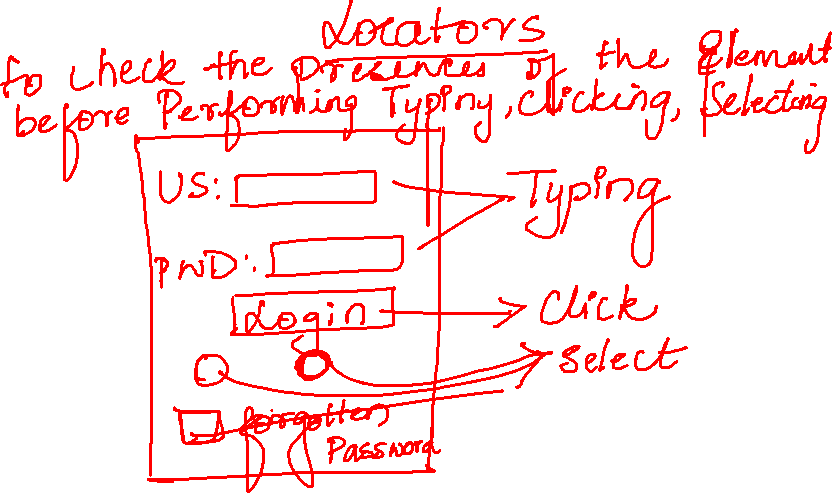 Locators
to check the Presences of the Element
before Performing Typing, clicking, Selecting
US:
Typing
PWD:
Login
Click
Select
forgotten
Password